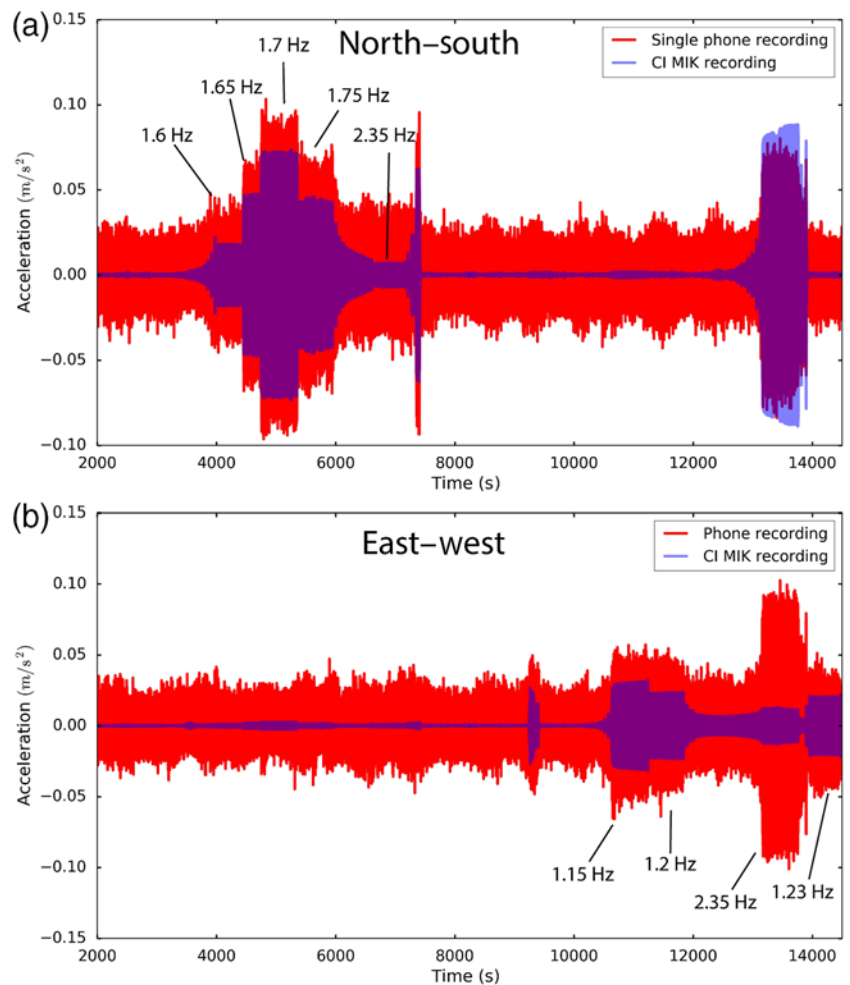 (a)
North–south
Single phone recording
CI MIK recording
1.7 Hz
1.65 Hz
1.75 Hz
1.6 Hz
2.35 Hz
Acceleration (m/s²)
0.15
0.10
0.05
0.00
−0.05
−0.10
2000 4000 6000 8000 10000 12000 14000
Time (s)
(b)
East–west
Phone recording
CI MIK recording
Acceleration (m/s²)
0.15
0.10
0.05
0.00
−0.05
−0.10
−0.15
1.15 Hz
1.2 Hz
2.35 Hz
1.23 Hz
2000 4000 6000 8000 10000 12000 14000
Time (s)